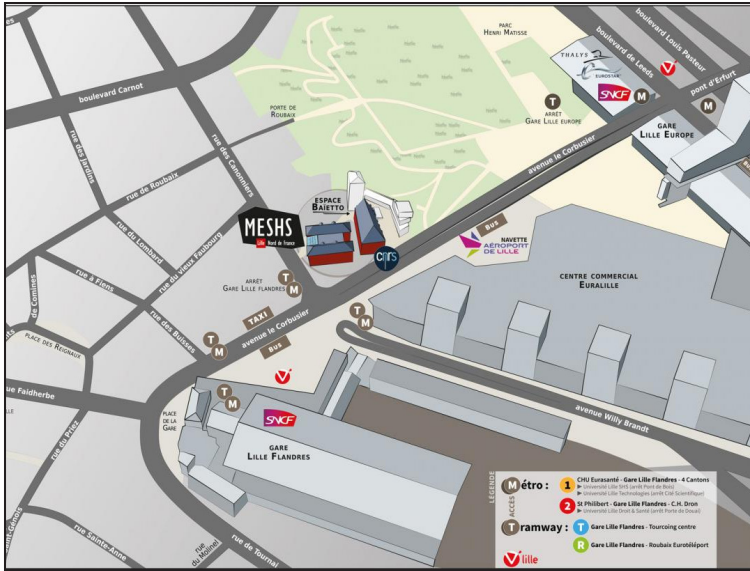 PARC
HENRI MATISSE
THALYS
EUROSTAR
SNCF
M
boulevard de Leeds
boulevard Louis Pasteur
pont d'Erfurt
M
GARE
LILLE EUROPE
T
ARRÊT
GARE LILLE EUROPE
boulevard Carnot
PORTE DE
ROUBAIX
rue des Jardins
rue de Roubaix
rue des Canonniers
avenue le Corbusier
ESPACE
BAÏETTO
MESHS
Lille Nord de France
cnrs
BUS
NAVETTE
AÉROPORT
DE LILLE
CENTRE COMMERCIAL
EURALILLE
rue du Lombard
rue du vieux Faubourg
rue à Fiens
de Comines
ARRÊT
GARE LILLE FLANDRES
T
M
TAXI
avenue le Corbusier
BUS
T
M
T
M
rue des Buisses
PLACE DES REIGNAUX
ue Faidherbe
PLACE
DE LA
GARE
T
M
SNCF
GARE
LILLE FLANDRES
avenue Willy Brandt
rue du Priez
rue Sainte-Anne
rue
du Molinel
rue de Tournai
LÉGENDE
ACCÈS
Métro :
1 CHU Eurasanté - Gare Lille Flandres - 4 Cantons
► Université Lille SHS (arrêt Pont de Bois)
► Université Lille Technologies (arrêt Cité Scientifique)
2 St Philibert - Gare Lille Flandres - C.H. Dron
► Université Lille Droit & Santé (arrêt Porte de Douai)
Tramway :
T Gare Lille Flandres - Tourcoing centre
R Gare Lille Flandres - Roubaix Eurotéléport
V lille